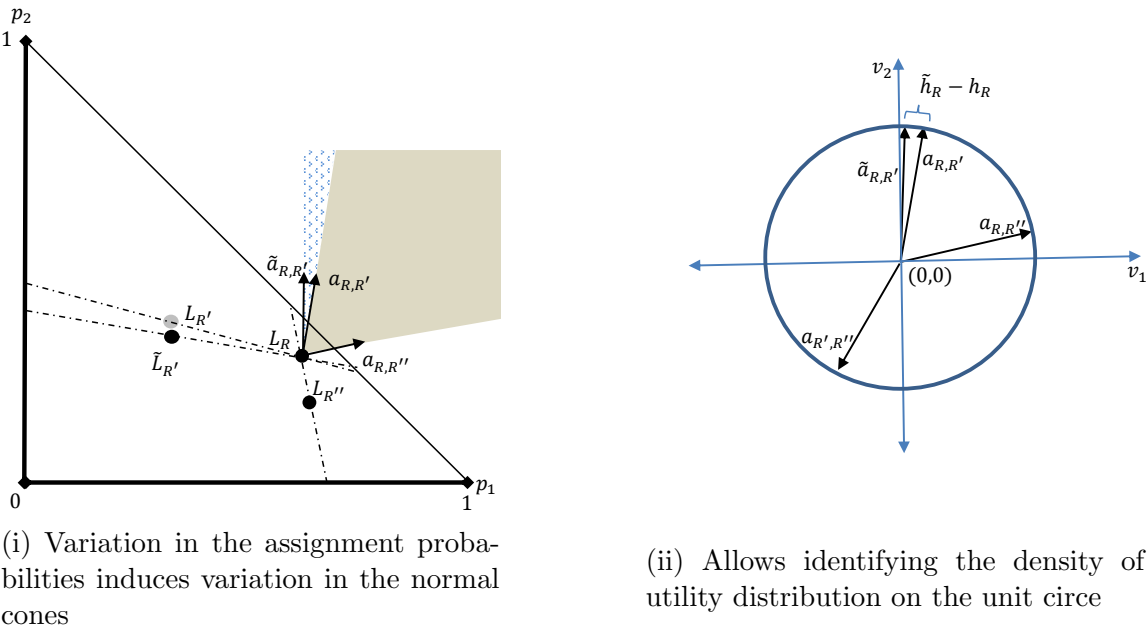 p₂
1
ã_{R,R′}
a_{R,R′}
L_{R′}
L_R
L̃_{R′}
a_{R,R′′}
L_{R′′}
0
1
p₁
(i) Variation in the assignment proba-
bilities induces variation in the normal
cones
v₂
h̃_R − h_R
ã_{R,R′}
a_{R,R′}
a_{R,R′′}
(0,0)
v₁
a_{R′,R′′}
(ii) Allows identifying the density of
utility distribution on the unit circe